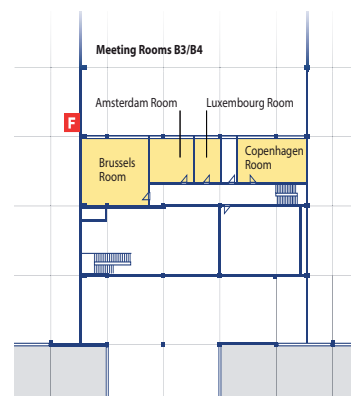 Meeting Rooms B3/B4
Amsterdam Room
Luxembourg Room
F
Brussels
Room
Copenhagen
Room